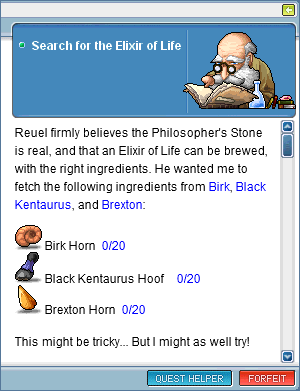 Search for the Elixir of Life
Reuel firmly believes the Philosopher's Stone
is real, and that an Elixir of Life can be brewed,
with the right ingredients. He wanted me to
fetch the following ingredients from Birk, Black
Kentaurus, and Brexton:
Birk Horn 0/20
Black Kentaurus Hoof 0/20
Brexton Horn 0/20
This might be tricky... But I might as well try!
QUEST HELPER FORFEIT